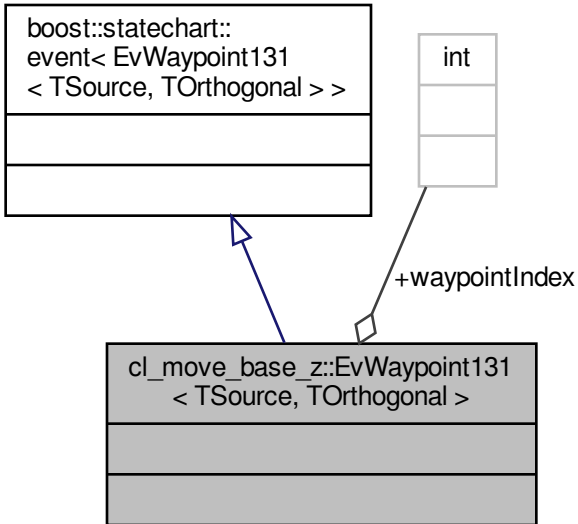 boost::statechart::
event< EvWaypoint131
< TSource, TOrthogonal > >
int
+waypointIndex
cl_move_base_z::EvWaypoint131
< TSource, TOrthogonal >